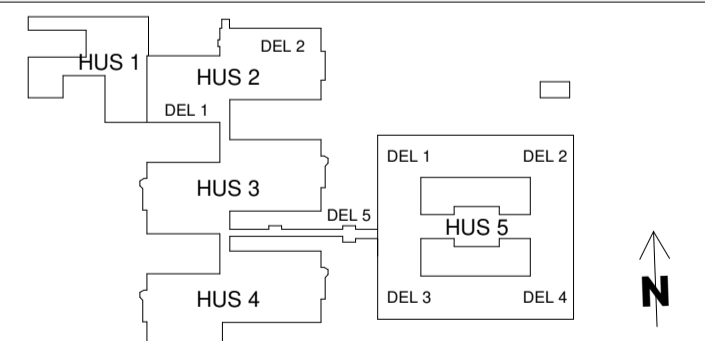 DEL 2
HUS 1
HUS 2
DEL 1
DEL 1
DEL 2
HUS 3
DEL 5
HUS 5
HUS 4
DEL 3
DEL 4
N